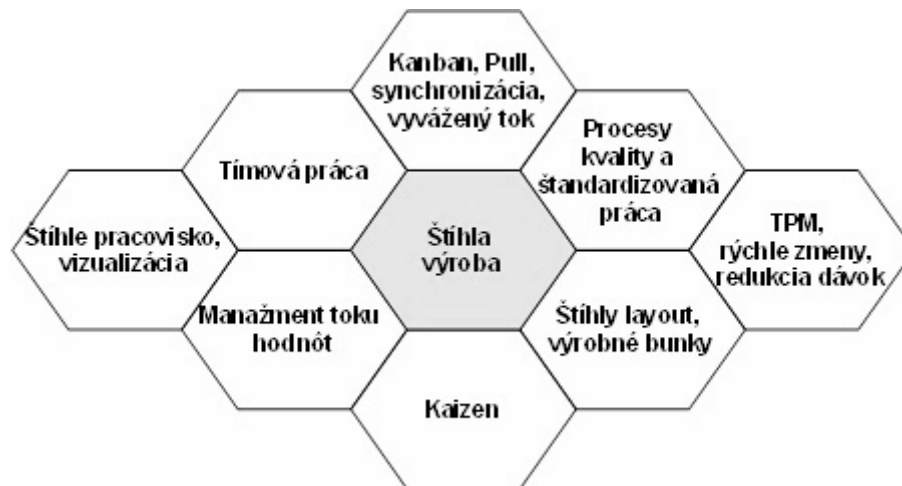 Kanban, Pull,
synchronizácia,
vyvážený tok
Procesy
kvality a
štandardizovaná
práca
Tímová práca
Štíhle pracovisko,
vizualizácia
Štíhla
výroba
TPM,
rýchle zmeny,
redukcia dávok
Manažment toku
hodnôt
Štíhly layout,
výrobné bunky
Kaizen